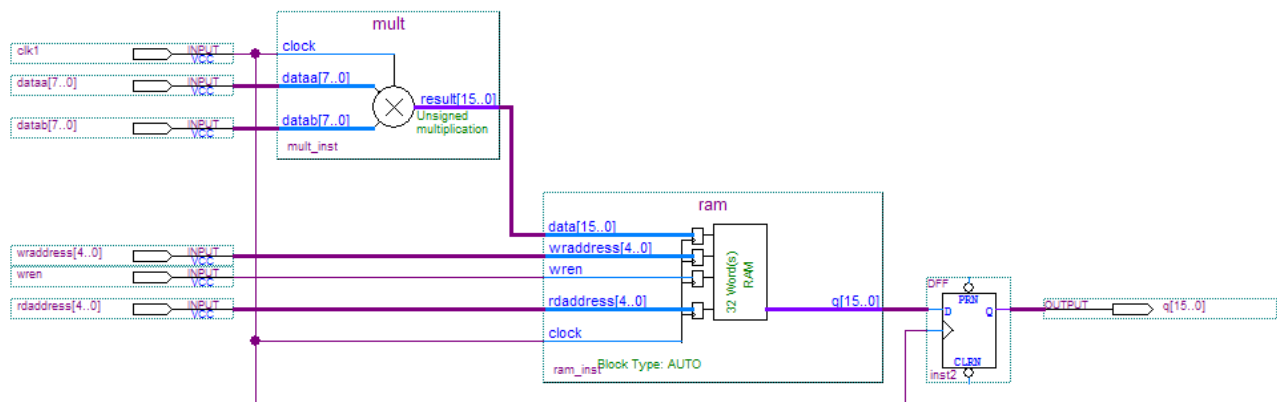 mult
clk1
INPUT
VCC
clock
dataa[7..0]
INPUT
VCC
dataa[7..0]
result[15..0]
datab[7..0]
INPUT
VCC
datab[7..0]
Unsigned
multiplication
mult_inst
ram
data[15..0]
wraddress[4..0]
INPUT
VCC
wraddress[4..0]
wren
INPUT
VCC
wren
32 Word(s)
RAM
rdaddress[4..0]
INPUT
VCC
rdaddress[4..0]
q[15..0]
clock
Block Type: AUTO
ram_inst
DFF
PRN
D
Q
CLRN
inst2
OUTPUT
q[15..0]